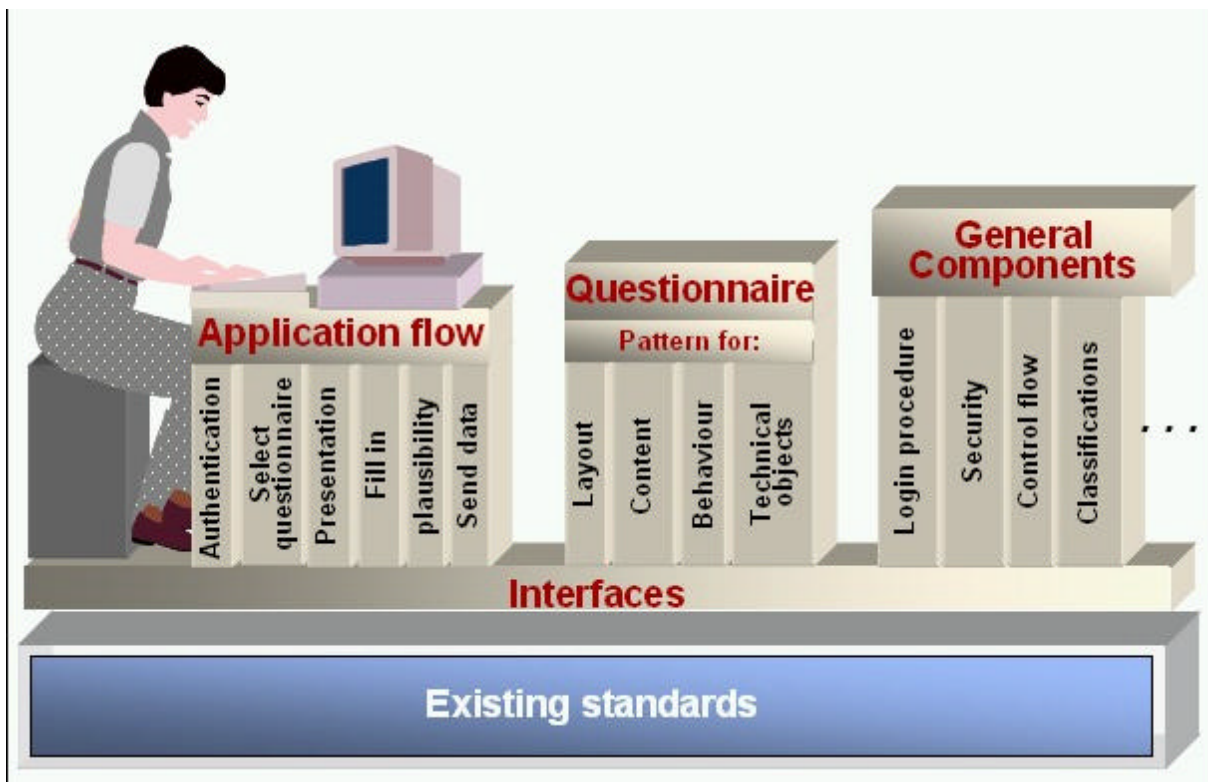 Application flow
Authentication
Select
questionnaire
Presentation
Fill in
plausibility
Send data
Questionnaire
Pattern for:
Layout
Content
Behaviour
Technical
objects
General
Components
Login procedure
Security
Control flow
Classifications
...
Interfaces
Existing standards